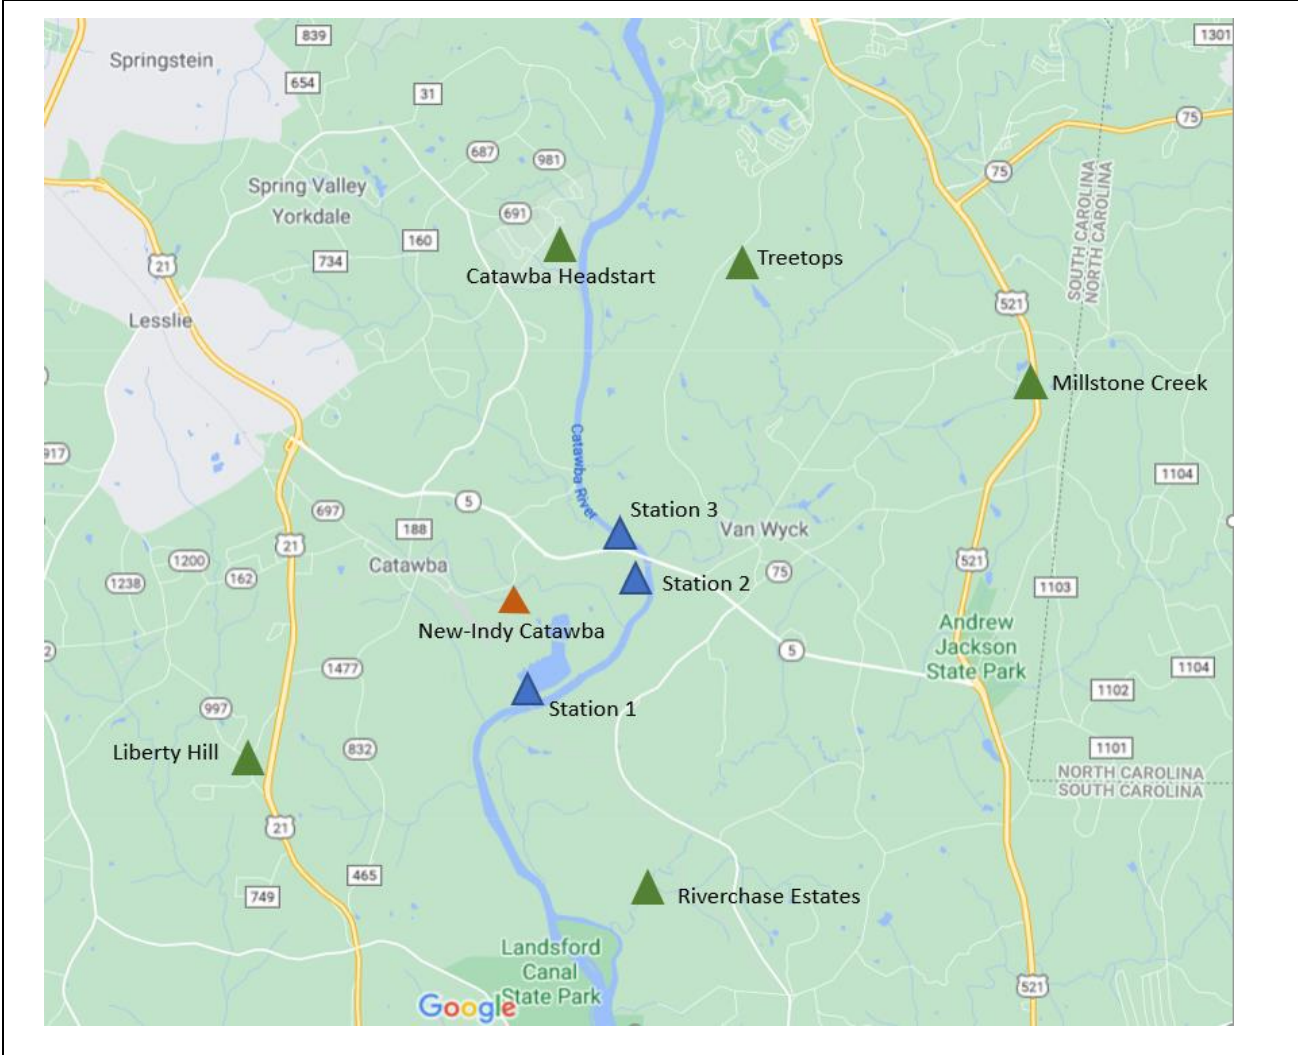 839
1301
Springstein
654
31
75
687
981
75
Spring Valley
Yorkdale
691
160
734
21
SOUTH CAROLINA
NORTH CAROLINA
Catawba Headstart
Treetops
521
Lesslie
Millstone Creek
917
Catawba River
1104
5
697
188
Station 3
Van Wyck
21
Catawba
1200
1238
162
Station 2
75
521
1103
New-Indy Catawba
Andrew
Jackson
State Park
2
5
1477
1104
1102
997
Station 1
Liberty Hill
832
1101
NORTH CAROLINA
SOUTH CAROLINA
21
465
749
Riverchase Estates
Landsford
Canal
State Park
Google
521